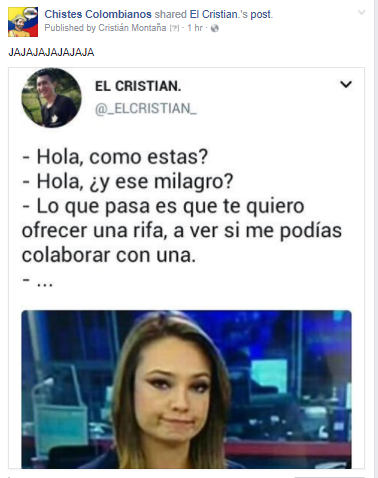 Chistes Colombianos shared El Cristian.'s post.
Published by Cristián Montaña [?] · 1 hr ·
JAJAJAJAJAJAJA
EL CRISTIAN.
@_ELCRISTIAN_
- Hola, como estas?
- Hola, ¿y ese milagro?
- Lo que pasa es que te quiero
ofrecer una rifa, a ver si me podías
colaborar con una.
- ...